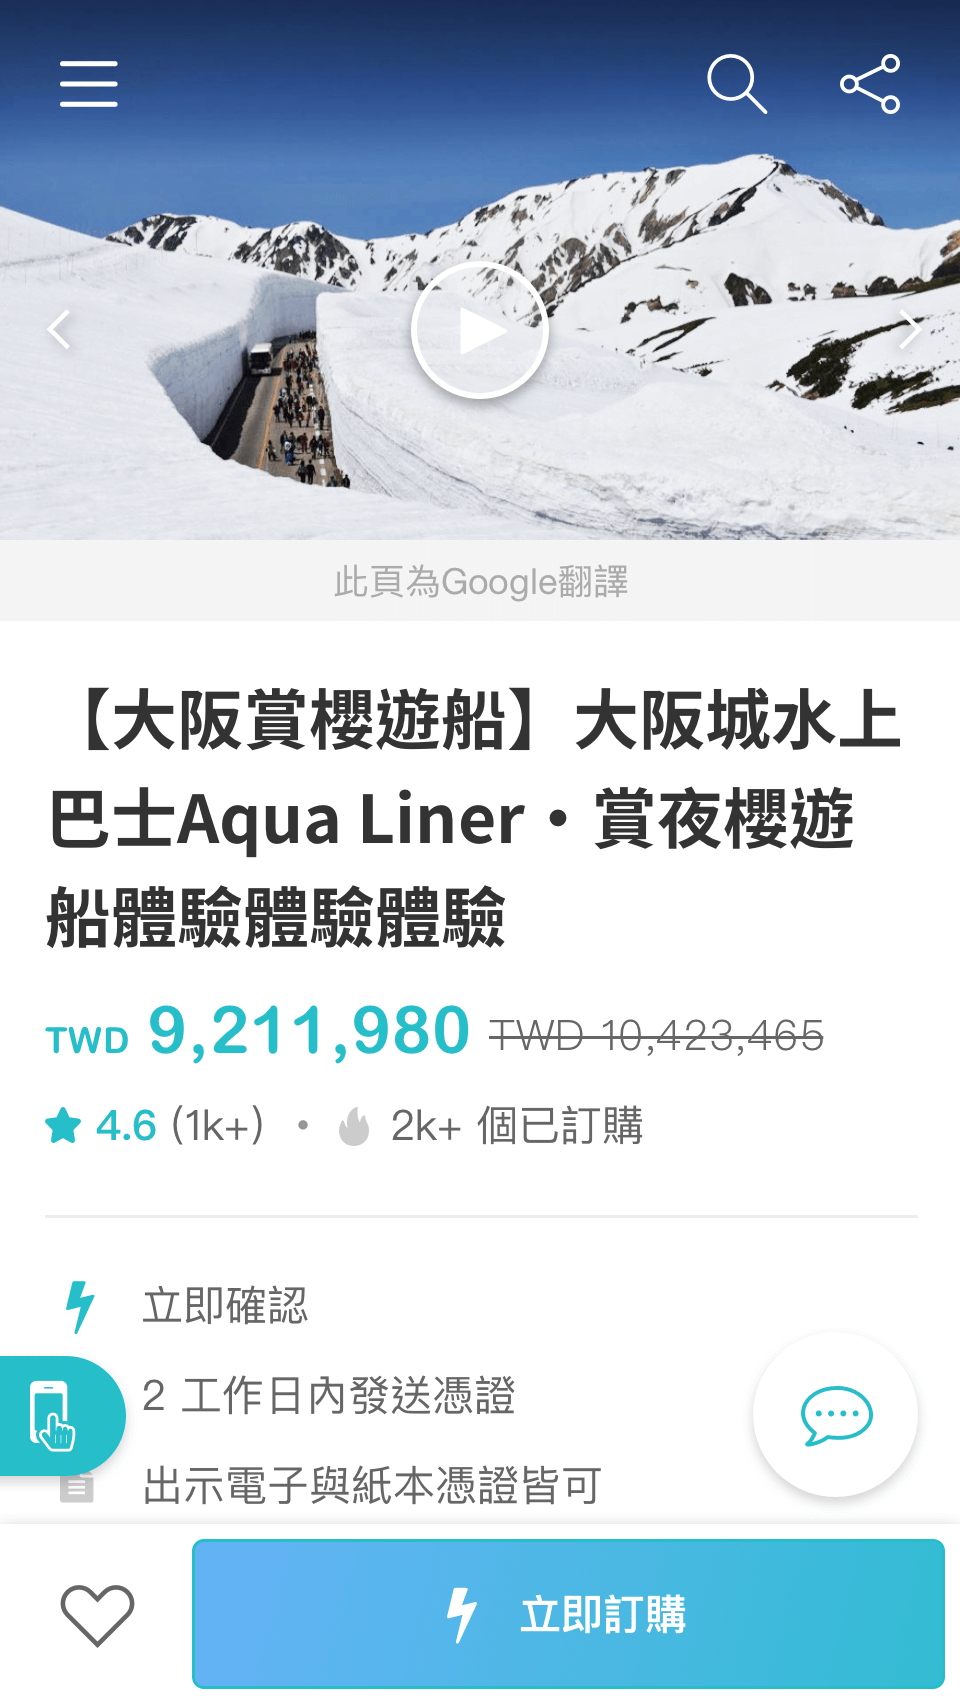 此頁為Google翻譯
【大阪賞櫻遊船】大阪城水上
巴士Aqua Liner・賞夜櫻遊
船體驗體驗體驗
TWD 9,211,980 TWD 10,423,465
4.6 (1k+) • 2k+ 個已訂購
立即確認
2 工作日內發送憑證
出示電子與紙本憑證皆可
立即訂購